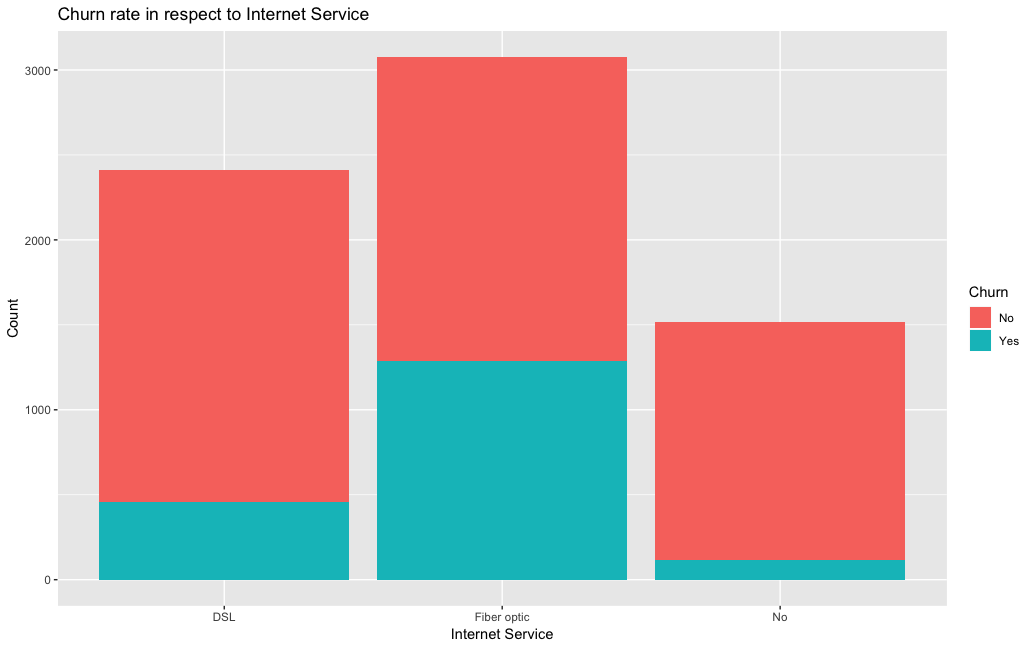 Churn rate in respect to Internet Service
3000
2000
1000
0
Count
DSL
Fiber optic
No
Internet Service
Churn
No
Yes